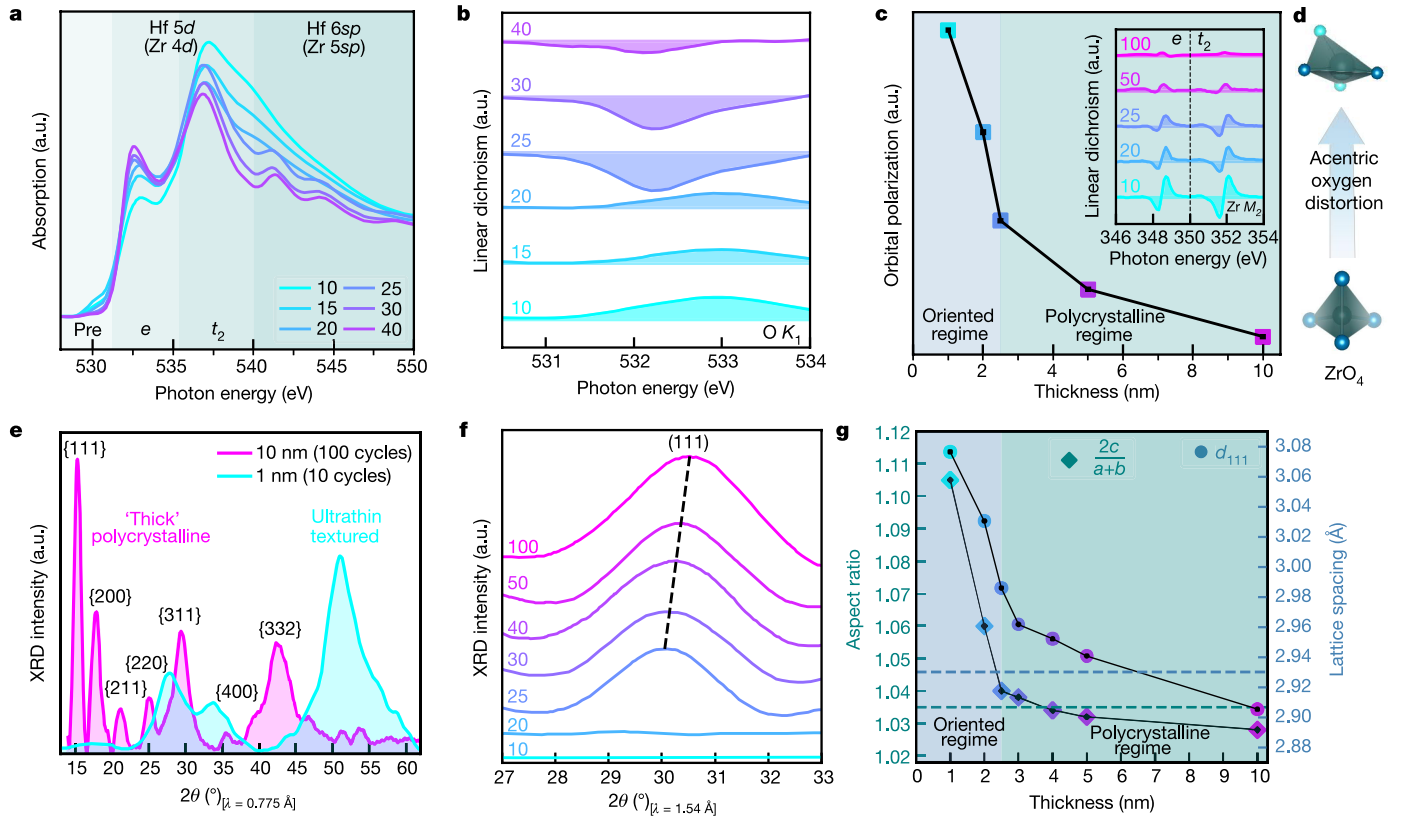 a
Hf 5d
(Zr 4d)
Hf 6sp
(Zr 5sp)
Absorption (a.u.)
Pre
e
t2
10
15
20
25
30
40
530
535
540
545
550
Photon energy (eV)
b
Linear dichroism (a.u.)
40
30
25
20
15
10
O K1
531
532
533
534
Photon energy (eV)
c
Orbital polarization (a.u.)
Oriented
regime
Polycrystalline
regime
0
2
4
6
8
10
Thickness (nm)
Linear dichroism (a.u.)
100
50
25
20
10
e
t2
Zr M2
346
348
350
352
354
Photon energy (eV)
d
Acentric
oxygen
distortion
ZrO4
e
XRD intensity (a.u.)
{111}
{200}
{211}
{220}
{311}
{400}
{332}
10 nm (100 cycles)
1 nm (10 cycles)
'Thick'
polycrystalline
Ultrathin
textured
15
20
25
30
35
40
45
50
55
60
2θ (°)[λ = 0.775 Å]
f
XRD intensity (a.u.)
(111)
100
50
40
30
25
20
10
27
28
29
30
31
32
33
2θ (°)[λ = 1.54 Å]
g
Aspect ratio
1.12
1.11
1.10
1.09
1.08
1.07
1.06
1.05
1.04
1.03
1.02
2c
a+b
d111
Oriented
regime
Polycrystalline
regime
3.08
3.06
3.04
3.03
3.00
2.99
2.96
2.94
2.93
2.92
2.90
2.88
Lattice spacing (Å)
0
1
2
3
4
5
6
7
8
9
10
Thickness (nm)